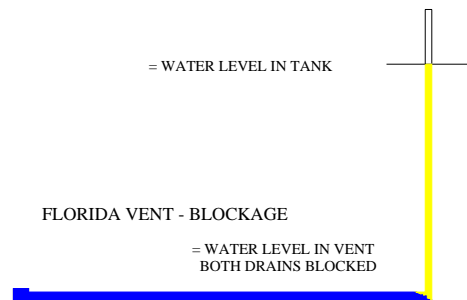 = WATER LEVEL IN TANK
FLORIDA VENT - BLOCKAGE
= WATER LEVEL IN VENT
BOTH DRAINS BLOCKED